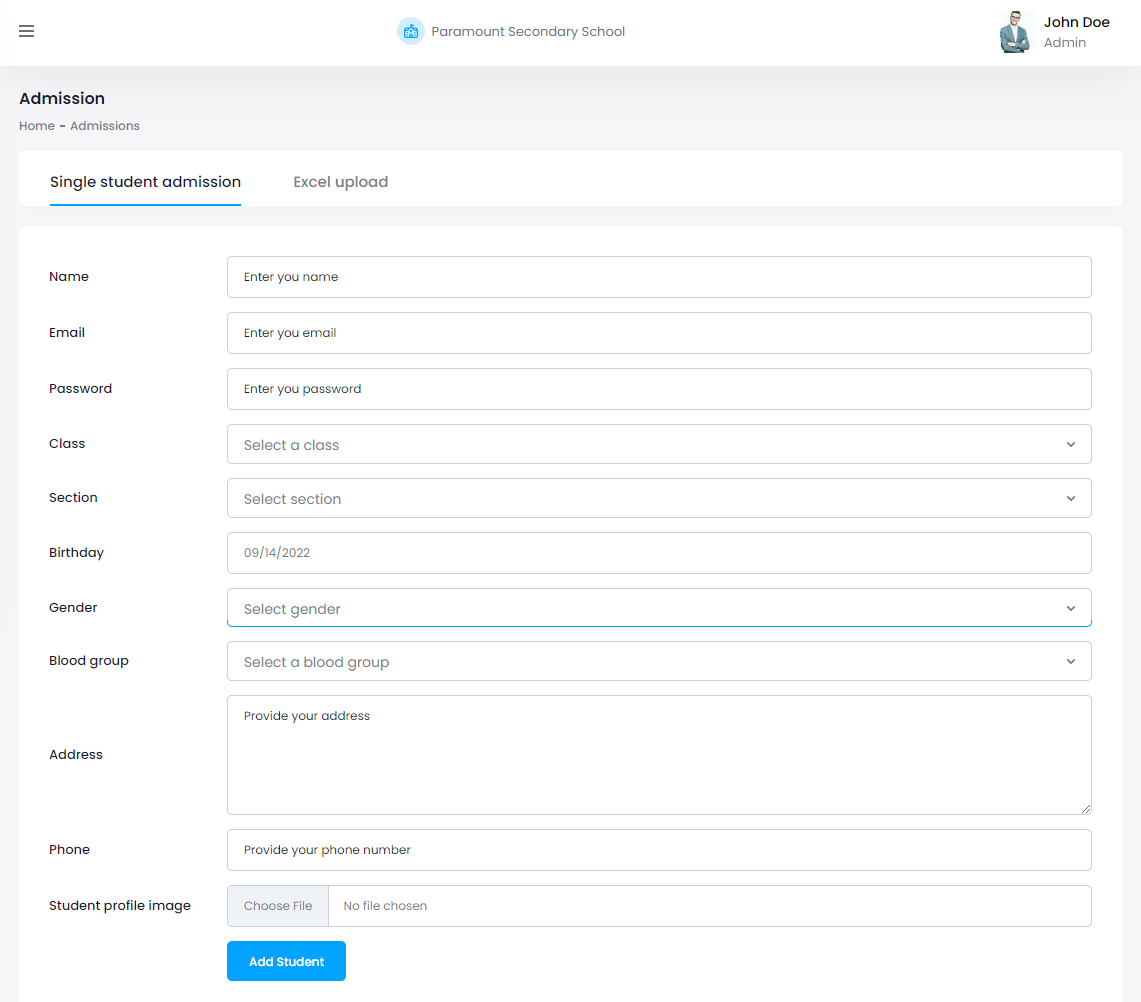 Paramount Secondary School
John Doe
Admin
Admission
Home - Admissions
Single student admission
Excel upload
Name
Enter you name
Email
Enter you email
Password
Enter you password
Class
Select a class
Section
Select section
Birthday
09/14/2022
Gender
Select gender
Blood group
Select a blood group
Address
Provide your address
Phone
Provide your phone number
Student profile image
Choose File
No file chosen
Add Student